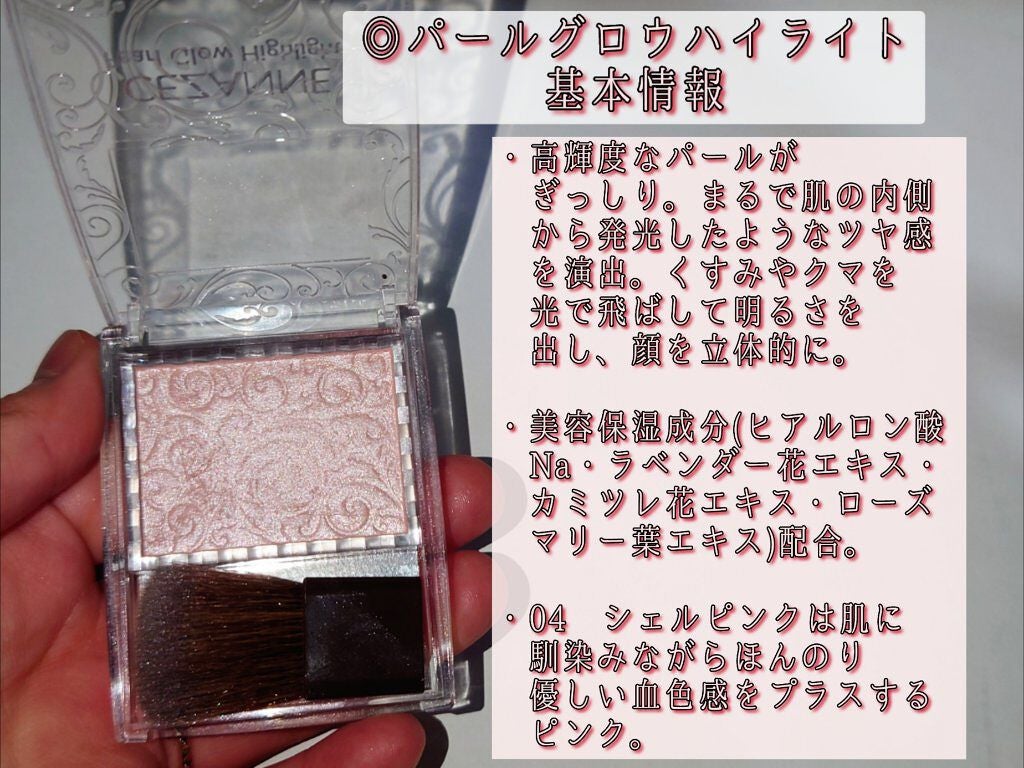 ◎パールグロウハイライト
基本情報
・高輝度なパールが
ぎっしり。まるで肌の内側
から発光したようなツヤ感
を演出。くすみやクマを
光で飛ばして明るさを
出し、顔を立体的に。
・美容保湿成分(ヒアルロン酸
Na・ラベンダー花エキス・
カミツレ花エキス・ローズ
マリー葉エキス)配合。
・04　シェルピンクは肌に
馴染みながらほんのり
優しい血色感をプラスする
ピンク。
Pearl Glow Highlight
CEZANNE